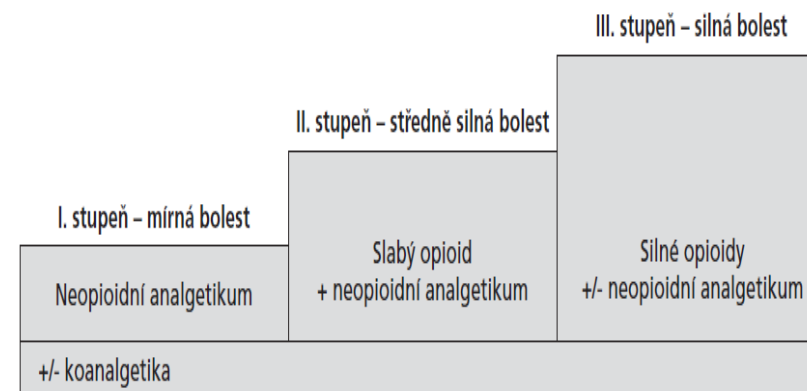 III. stupeň – silná bolest
II. stupeň – středně silná bolest
I. stupeň – mírná bolest
Neopioidní analgetikum
Slabý opioid
+ neopioidní analgetikum
Silné opioidy
+/- neopioidní analgetikum
+/- koanalgetika